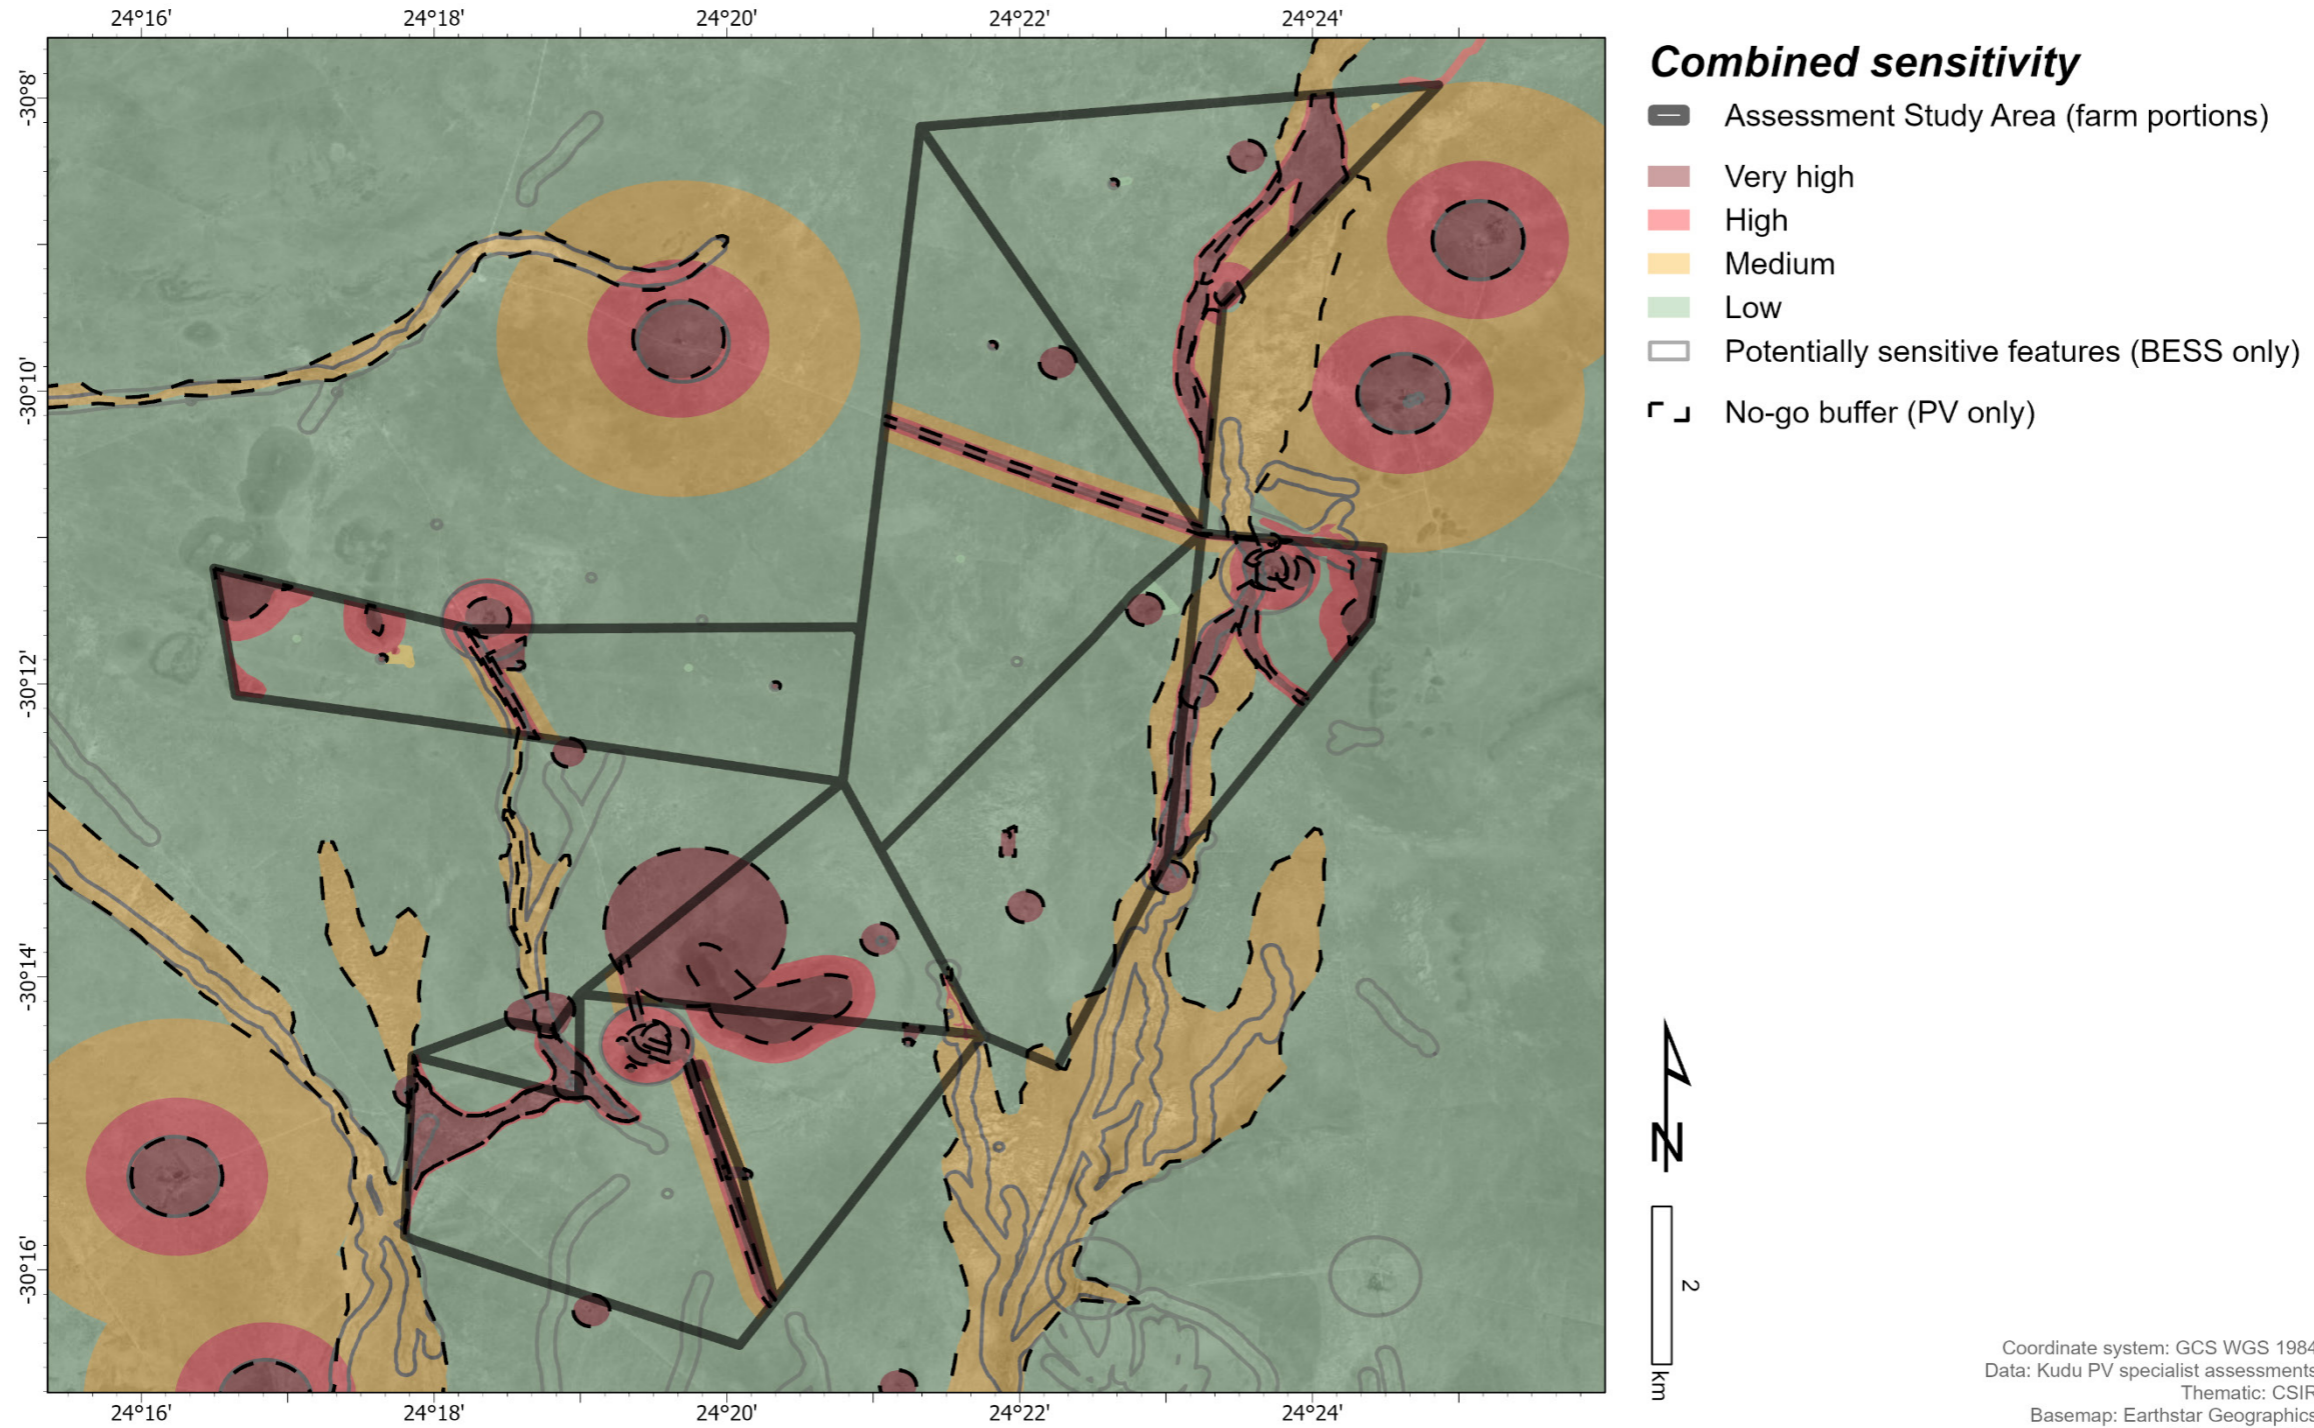 24°16' 24°18' 24°20' 24°22' 24°24'
-30°8'
-30°10'
-30°12'
-30°14'
-30°16'
24°16' 24°18' 24°20' 24°22' 24°24'
Combined sensitivity
Assessment Study Area (farm portions)
Very high
High
Medium
Low
Potentially sensitive features (BESS only)
No-go buffer (PV only)
N
2
km
Coordinate system: GCS WGS 1984
Data: Kudu PV specialist assessments
Thematic: CSIR
Basemap: Earthstar Geographics